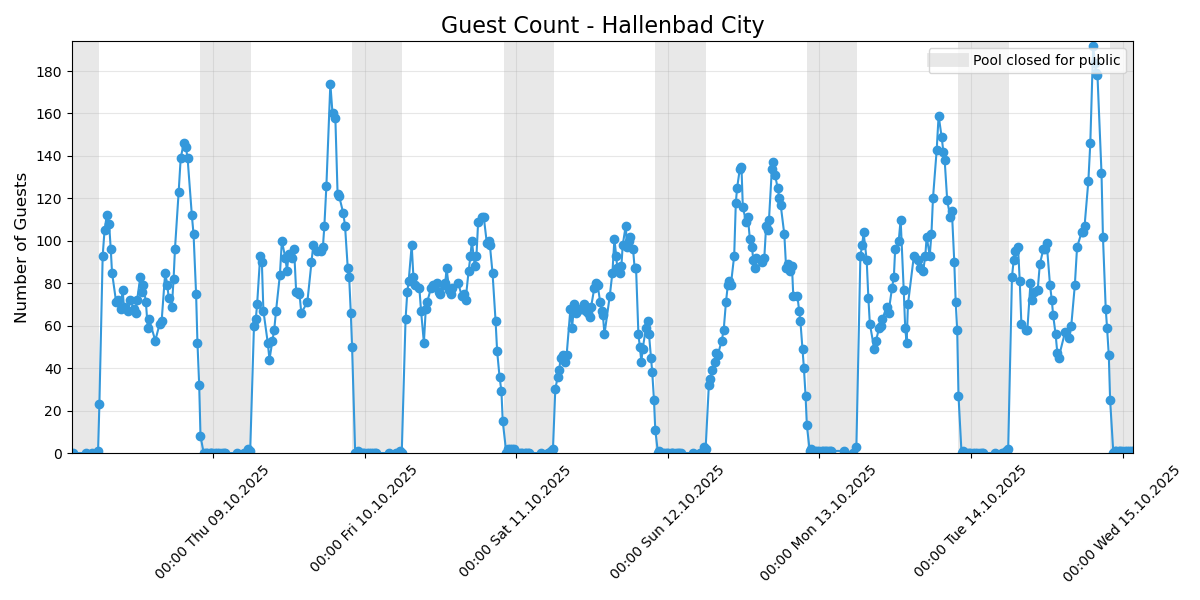 Guest Count - Hallenbad City
Pool closed for public
Number of Guests
180
160
140
120
100
80
60
40
20
0
00:00 Thu 09.10.2025
00:00 Fri 10.10.2025
00:00 Sat 11.10.2025
00:00 Sun 12.10.2025
00:00 Mon 13.10.2025
00:00 Tue 14.10.2025
00:00 Wed 15.10.2025